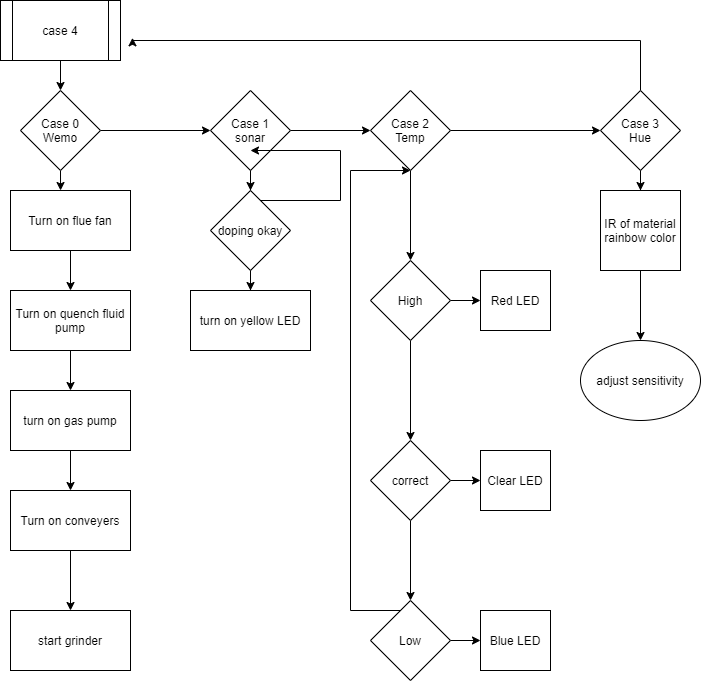 case 4
Case 0
Wemo
Case 1
sonar
Case 2
Temp
Case 3
Hue
Turn on flue fan
doping okay
IR of material
rainbow color
Turn on quench fluid
pump
turn on yellow LED
High
Red LED
adjust sensitivity
turn on gas pump
correct
Clear LED
Turn on conveyers
start grinder
Low
Blue LED